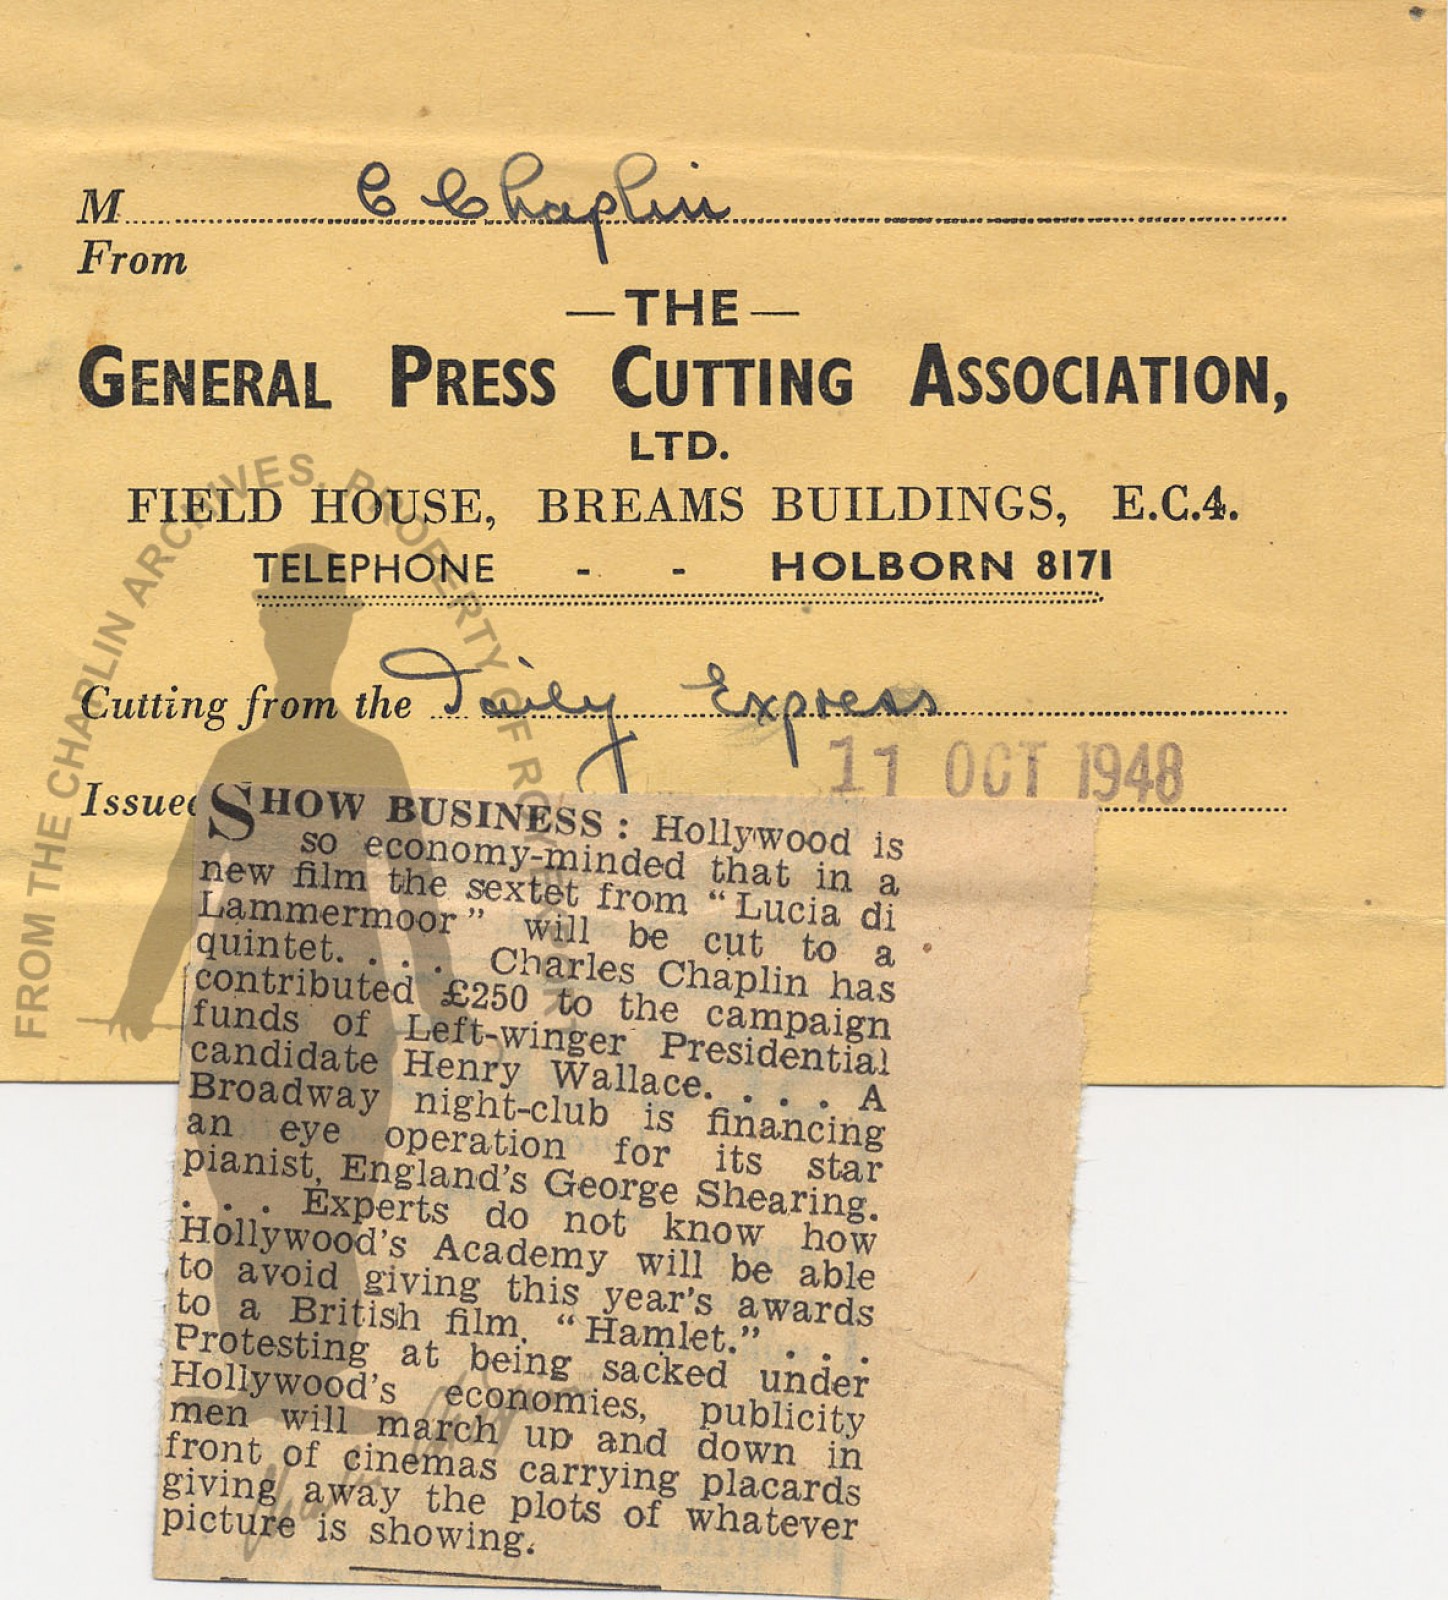 M C Chaplin
From
— THE —
GENERAL PRESS CUTTING ASSOCIATION,
LTD.
FIELD HOUSE, BREAMS BUILDINGS, E.C.4.
TELEPHONE - - HOLBORN 8171
Cutting from the Daily Express
11 OCT 1948
Issued
SHOW BUSINESS: Hollywood is
so economy-minded that in a
new film the sextet from “Lucia di
Lammermoor” will be cut to a
quintet. . . . Charles Chaplin has
contributed £250 to the campaign
funds of Left-winger Presidential
candidate Henry Wallace. . . . A
Broadway night-club is financing
an eye operation for its star
pianist, England's George Shearing.
. . . Experts do not know how
Hollywood's Academy will be able
to avoid giving this year's awards
to a British film, “Hamlet.” . . .
Protesting at being sacked under
Hollywood's economies, publicity
men will march up and down in
front of cinemas carrying placards
giving away the plots of whatever
picture is showing.
FROM THE CHAPLIN ARCHIVES, PROPERTY OF ROY EXPORT